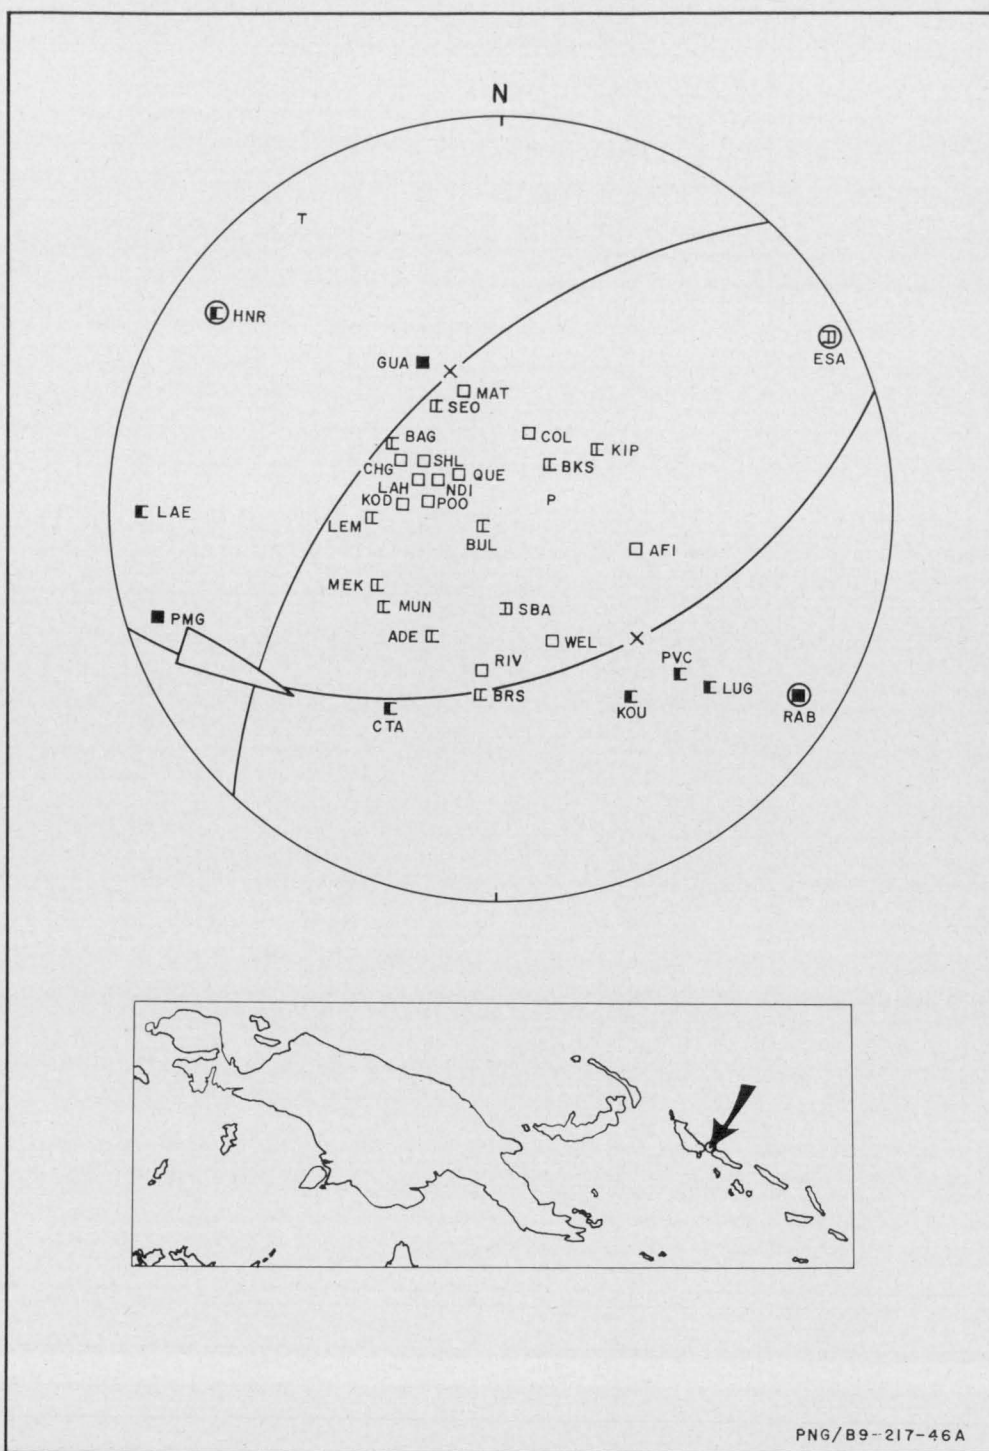 N
T
HNR
ESA
GUA
MAT
SEO
COL
BAG
KIP
CHG
SHL
BKS
QUE
LAH
NDI
KOD
POO
P
LEM
LAE
BUL
AFI
MEK
MUN
SBA
PMG
ADE
WEL
RIV
PVC
BRS
LUG
KOU
RAB
CTA
PNG/B9-217-46A